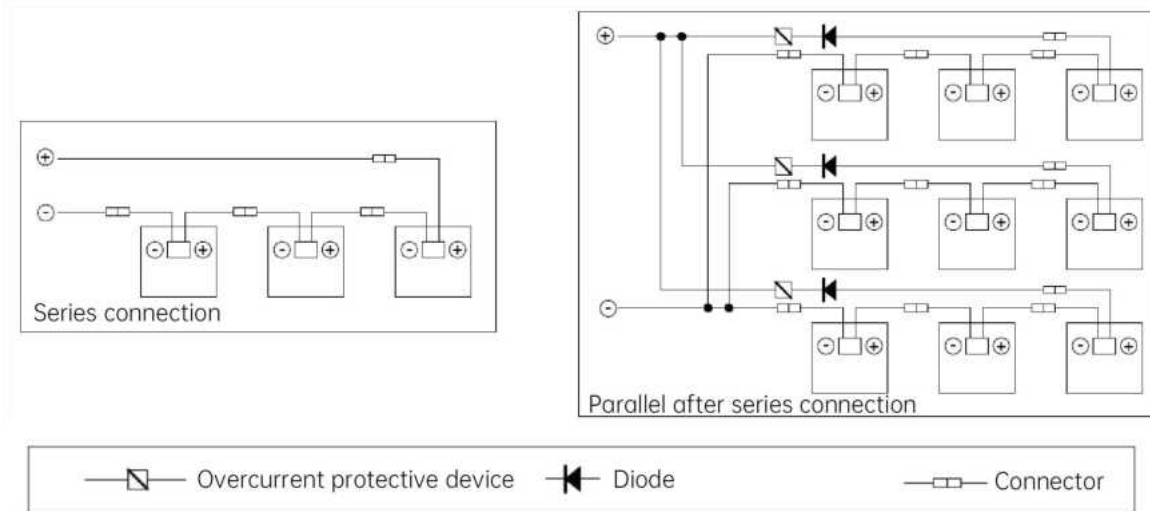 Series connection
Parallel after series connection
Overcurrent protective device
Diode
Connector